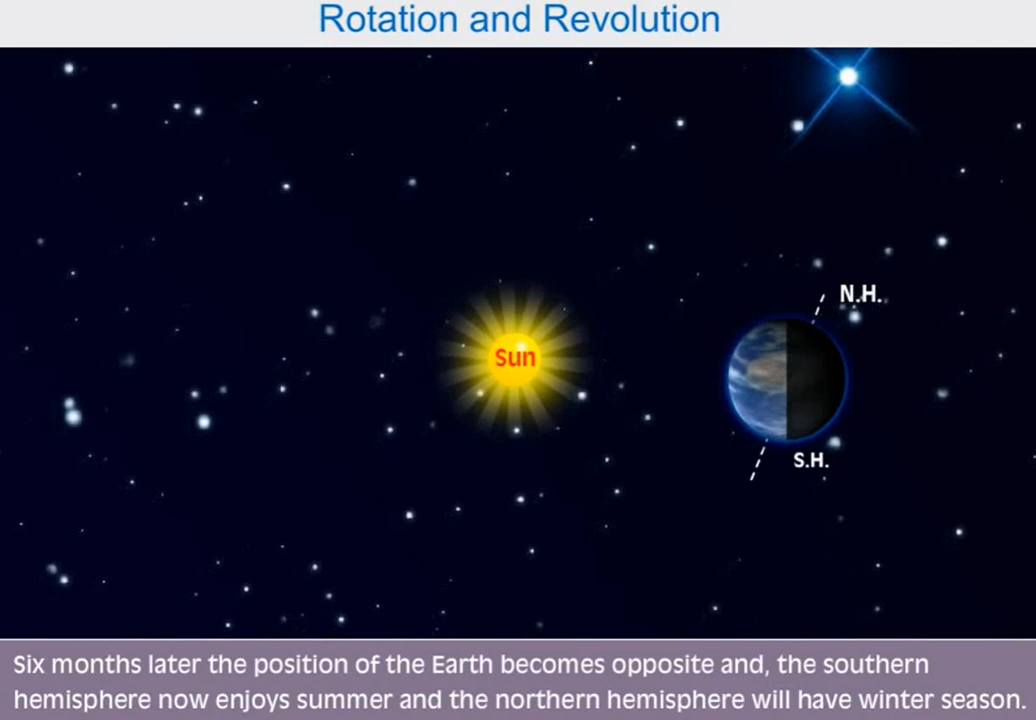 Rotation and Revolution
N.H.
Sun
S.H.
Six months later the position of the Earth becomes opposite and, the southern
hemisphere now enjoys summer and the northern hemisphere will have winter season.